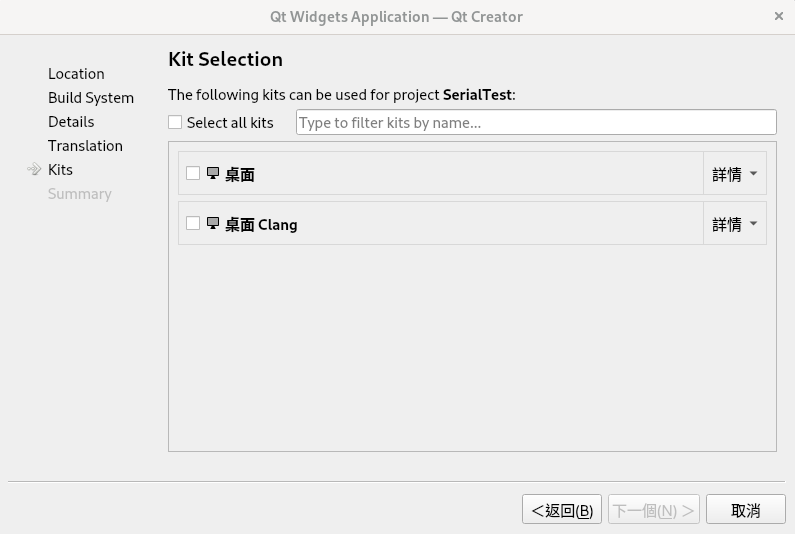 Qt Widgets Application — Qt Creator
Kit Selection
Location
Build System
Details
Translation
Kits
Summary
The following kits can be used for project SerialTest:
Select all kits
Type to filter kits by name...
桌面
詳情
桌面 Clang
詳情
<返回(B)
下一個(N) >
取消